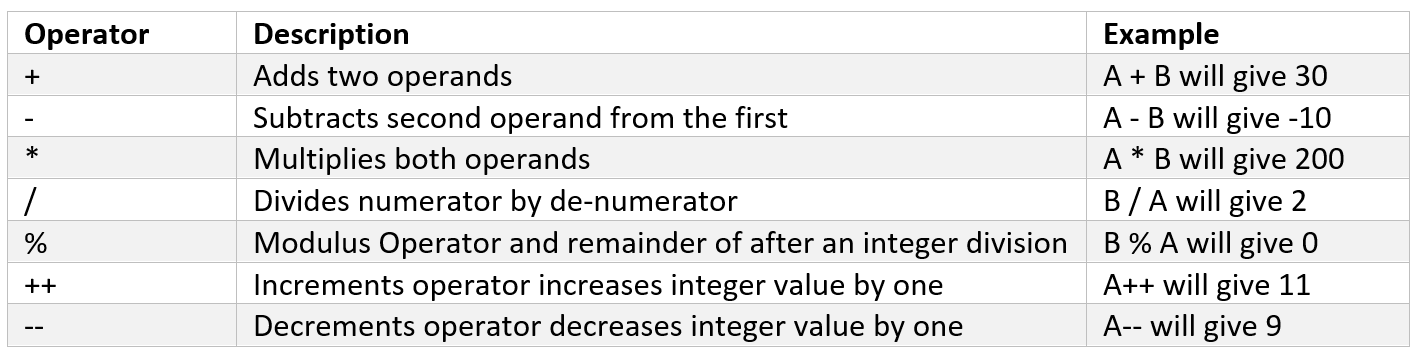 Operator Description Example
+ Adds two operands A + B will give 30
- Subtracts second operand from the first A - B will give -10
* Multiplies both operands A * B will give 200
/ Divides numerator by de-numerator B / A will give 2
% Modulus Operator and remainder of after an integer division B % A will give 0
++ Increments operator increases integer value by one A++ will give 11
-- Decrements operator decreases integer value by one A-- will give 9